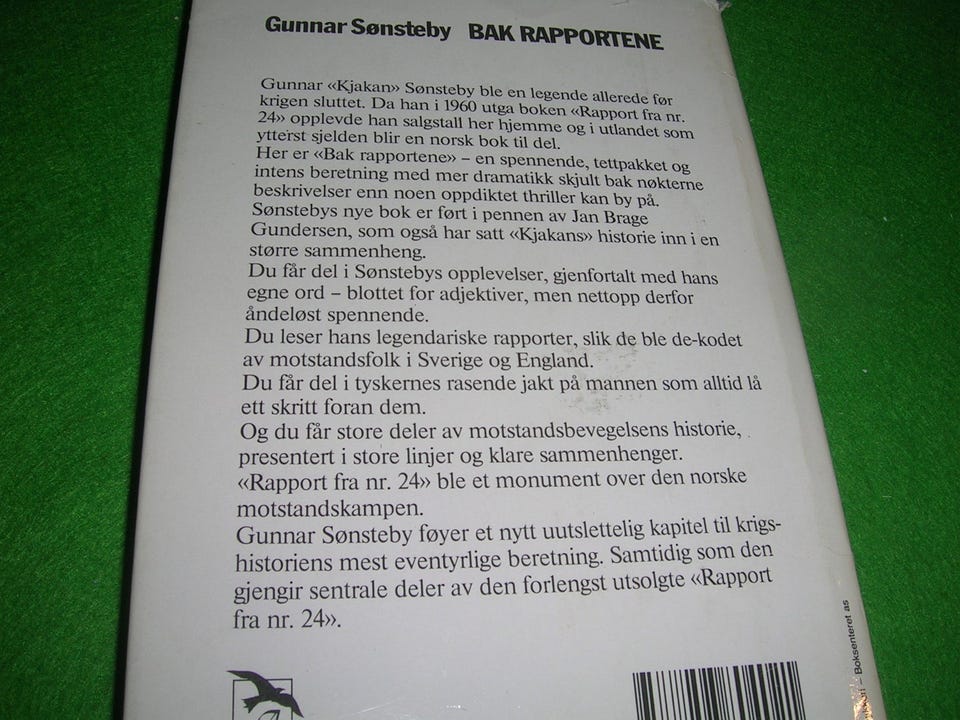 Gunnar Sønsteby BAK RAPPORTENE
Gunnar «Kjakan» Sønsteby ble en legende allerede før
krigen sluttet. Da han i 1960 utga boken «Rapport fra nr.
24» opplevde han salgstall her hjemme og i utlandet som
ytterst sjelden blir en norsk bok til del.
Her er «Bak rapportene» – en spennende, tettpakket og
intens beretning med mer dramatikk skjult bak nøkterne
beskrivelser enn noen oppdiktet thriller kan by på.
Sønstebys nye bok er ført i pennen av Jan Brage
Gundersen, som også har satt «Kjakans» historie inn i en
større sammenheng.
Du får del i Sønstebys opplevelser, gjenfortalt med hans
egne ord – blottet for adjektiver, men nettopp derfor
åndeløst spennende.
Du leser hans legendariske rapporter, slik de ble de-kodet
av motstandsfolk i Sverige og England.
Du får del i tyskernes rasende jakt på mannen som alltid lå
ett skritt foran dem.
Og du får store deler av motstandsbevegelsens historie,
presentert i store linjer og klare sammenhenger.
«Rapport fra nr. 24» ble et monument over den norske
motstandskampen.
Gunnar Sønsteby føyer et nytt uutslettelig kapitel til krigs-
historiens mest eventyrlige beretning. Samtidig som den
gjengir sentrale deler av den forlengst utsolgte «Rapport
fra nr. 24».
– Boksenteret as